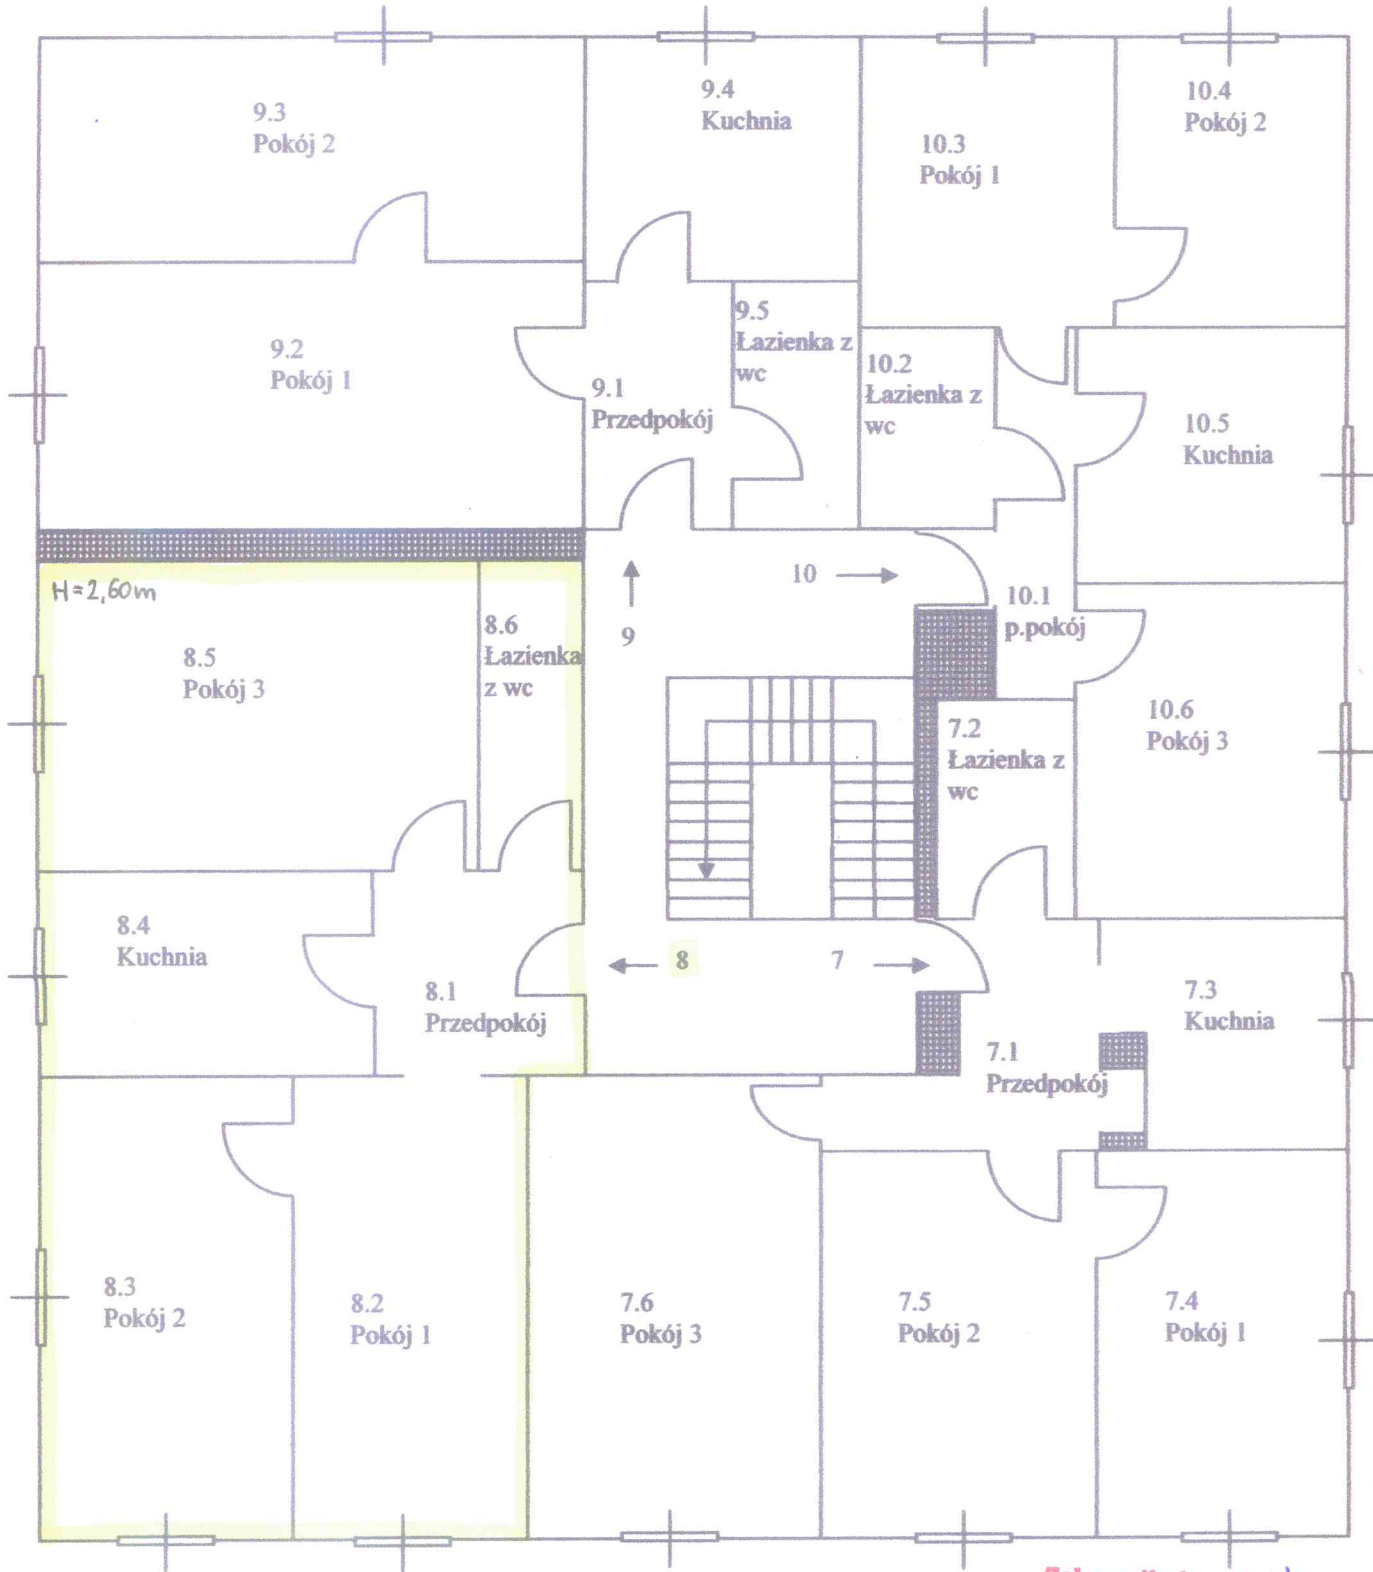 9.3
Pokój 2
9.4
Kuchnia
10.3
Pokój 1
10.4
Pokój 2
9.2
Pokój 1
9.1
Przedpokój
9.5
Łazienka z
wc
10.2
Łazienka z
wc
10.5
Kuchnia
H=2,60m
8.5
Pokój 3
8.6
Łazienka
z wc
9
10
10.1
p.pokój
7.2
Łazienka z
wc
10.6
Pokój 3
8.4
Kuchnia
8.1
Przedpokój
8
7
7.1
Przedpokój
7.3
Kuchnia
8.3
Pokój 2
8.2
Pokój 1
7.6
Pokój 3
7.5
Pokój 2
7.4
Pokój 1